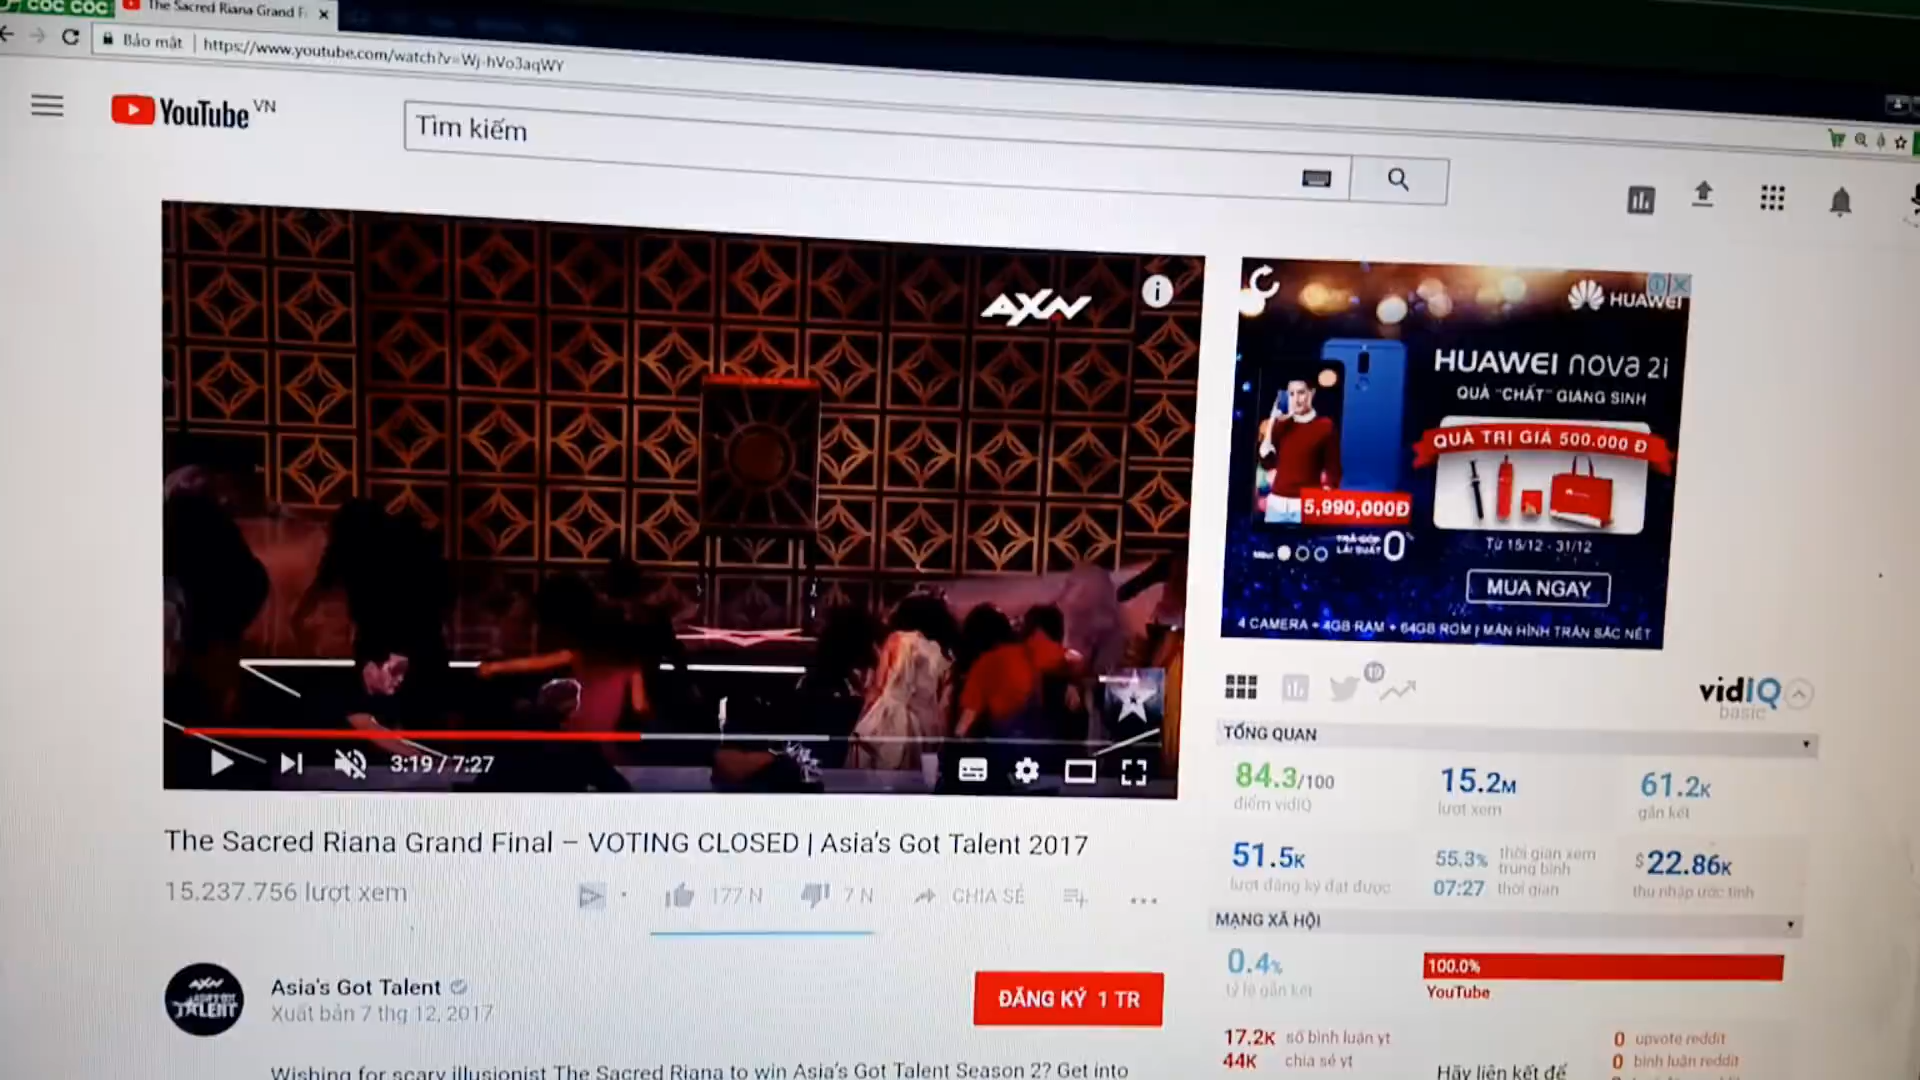 CỐC CỐC
The Sacred Riana Grand Fi
Bảo mật
https://www.youtube.com/watch?v=Wj-hVo3aqWY
YouTube VN
Tìm kiếm
AXN
HUAWEI
HUAWEI nova 2i
QUÀ "CHẤT" GIÁNG SINH
QUÀ TRỊ GIÁ 500.000 Đ
5,990,000Đ
TRẢ GÓP LÃI SUẤT 0%
Từ 15/12 - 31/12
MUA NGAY
4 CAMERA + 4GB RAM + 64GB ROM | MÀN HÌNH TRÀN SẮC NÉT
3:19 / 7:27
The Sacred Riana Grand Final – VOTING CLOSED | Asia's Got Talent 2017
15.237.756 lượt xem
177 N
7 N
CHIA SẺ
AXN
ASIA'S GOT
TALENT
Asia's Got Talent
Xuất bản 7 thg 12, 2017
ĐĂNG KÝ 1 TR
Wishing for scary illusionist The Sacred Riana to win Asia's Got Talent Season 2? Get into
19
vidIQ
basic
TỔNG QUAN
84.3/100
điểm vidIQ
15.2M
lượt xem
61.2K
gắn kết
51.5K
lượt đăng ký đạt được
55.3% thời gian xem trung bình
07:27 thời gian
$22.86K
thu nhập ước tính
MẠNG XÃ HỘI
0.4%
tỷ lệ gắn kết
100.0%
YouTube
17.2K số bình luận yt
44K chia sẻ yt
Hãy liên kết để
0 upvote reddit
0 bình luận reddit